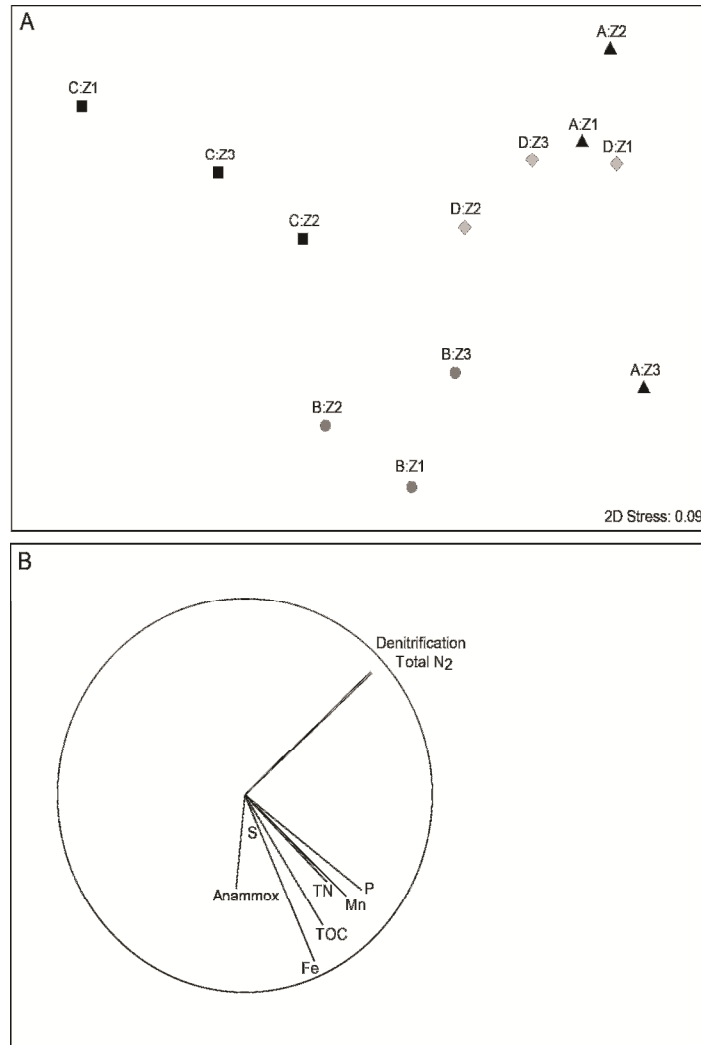 A
A:Z2
C:Z1
A:Z1
D:Z3
D:Z1
C:Z3
D:Z2
C:Z2
B:Z3
A:Z3
B:Z2
B:Z1
2D Stress: 0.09
B
Denitrification
Total N2
S
Anammox
TN
P
Mn
TOC
Fe